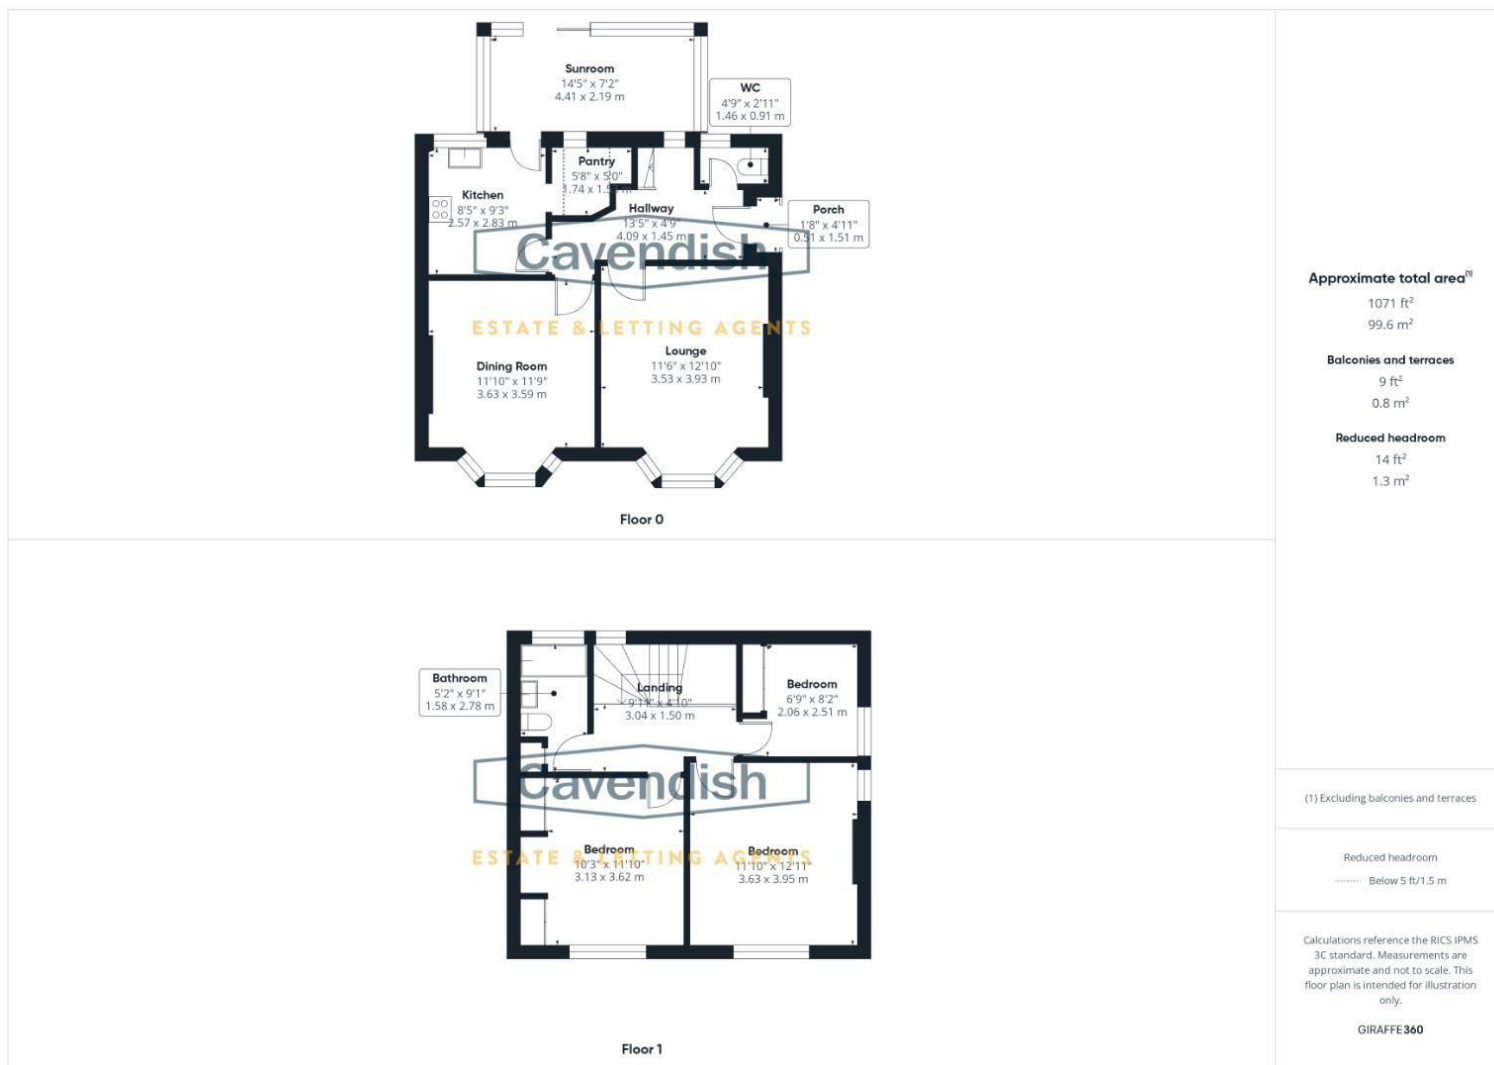 Sunroom
14'5" x 7'2"
4.41 x 2.19 m
WC
4'9" x 2'11"
1.46 x 0.91 m
Pantry
5'8" x 5'0"
1.74 x
Kitchen
8'5" x 9'3"
2.57 x 2.83 m
Hallway
13'5" x 4'9"
4.09 x 1.45 m
Porch
1'8" x 4'11"
0.51 x 1.51 m
Cavendish
ESTATE & LETTING AGENTS
Dining Room
11'10" x 11'9"
3.63 x 3.59 m
Lounge
11'6" x 12'10"
3.53 x 3.93 m
Floor 0
Bathroom
5'2" x 9'1"
1.58 x 2.78 m
Landing
9'11" x 4'10"
3.04 x 1.50 m
Bedroom
6'9" x 8'2"
2.06 x 2.51 m
Cavendish
ESTATE & LETTING AGENTS
Bedroom
10'3" x 11'10"
3.13 x 3.62 m
Bedroom
11'10" x 12'11"
3.63 x 3.95 m
Floor 1
Approximate total area(1)
1071 ft²
99.6 m²
Balconies and terraces
9 ft²
0.8 m²
Reduced headroom
14 ft²
1.3 m²
(1) Excluding balconies and terraces
Reduced headroom
Below 5 ft/1.5 m
Calculations reference the RICS IPMS
3C standard. Measurements are
approximate and not to scale. This
floor plan is intended for illustration
only.
GIRAFFE360